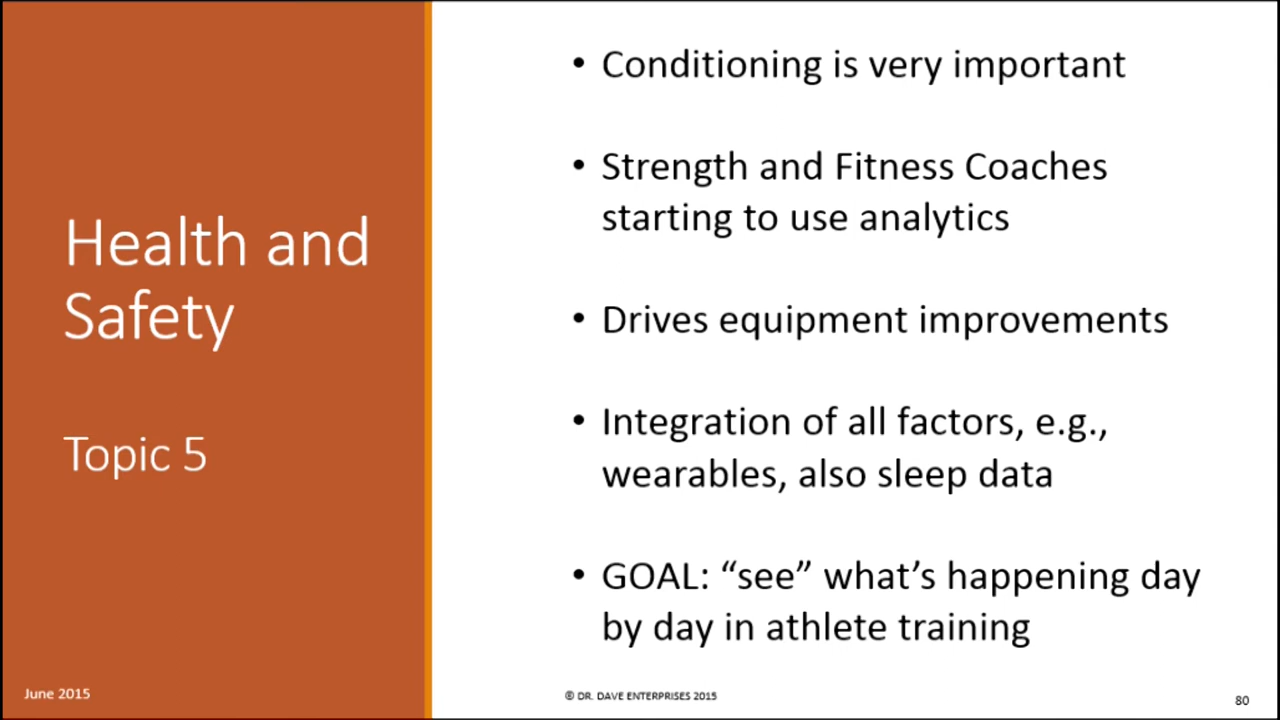 Health and
Safety
Topic 5
• Conditioning is very important
• Strength and Fitness Coaches
starting to use analytics
• Drives equipment improvements
• Integration of all factors, e.g.,
wearables, also sleep data
• GOAL: “see” what’s happening day
by day in athlete training
June 2015
© DR. DAVE ENTERPRISES 2015
80